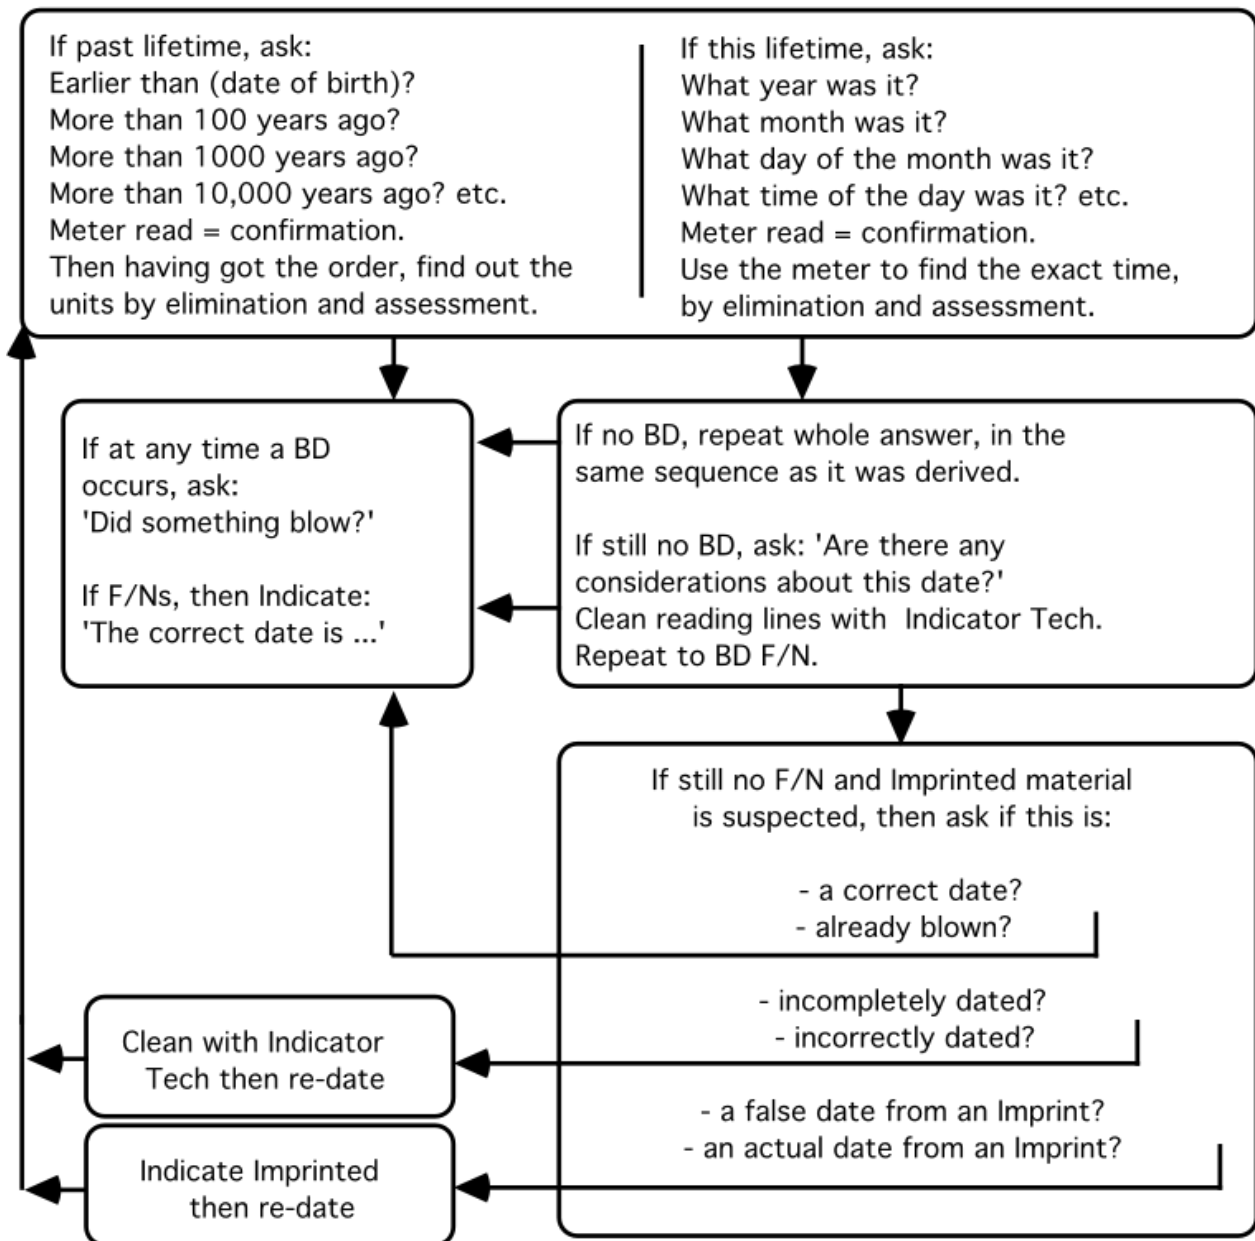 If past lifetime, ask:
Earlier than (date of birth)?
More than 100 years ago?
More than 1000 years ago?
More than 10,000 years ago? etc.
Meter read = confirmation.
Then having got the order, find out the
units by elimination and assessment.
If this lifetime, ask:
What year was it?
What month was it?
What day of the month was it?
What time of the day was it? etc.
Meter read = confirmation.
Use the meter to find the exact time,
by elimination and assessment.
If at any time a BD
occurs, ask:
'Did something blow?'
If F/Ns, then Indicate:
'The correct date is ...'
If no BD, repeat whole answer, in the
same sequence as it was derived.
If still no BD, ask: 'Are there any
considerations about this date?'
Clean reading lines with Indicator Tech.
Repeat to BD F/N.
If still no F/N and Imprinted material
is suspected, then ask if this is:
- a correct date?
- already blown?
- incompletely dated?
- incorrectly dated?
- a false date from an Imprint?
- an actual date from an Imprint?
Clean with Indicator
Tech then re-date
Indicate Imprinted
then re-date